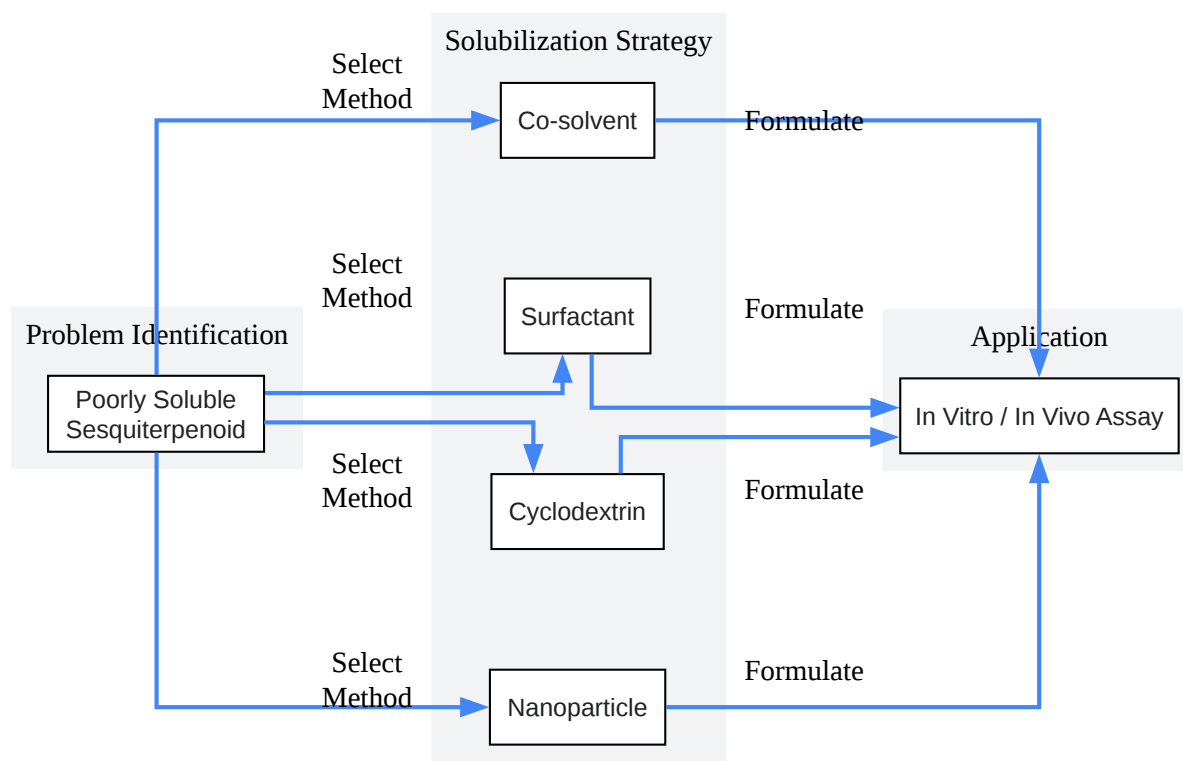 Solubilization Strategy
Select
Method
Co-solvent
Formulate
Select
Method
Surfactant
Formulate
Problem Identification
Application
Poorly Soluble
Sesquiterpenoid
In Vitro / In Vivo Assay
Select
Method
Cyclodextrin
Formulate
Select
Method
Nanoparticle
Formulate